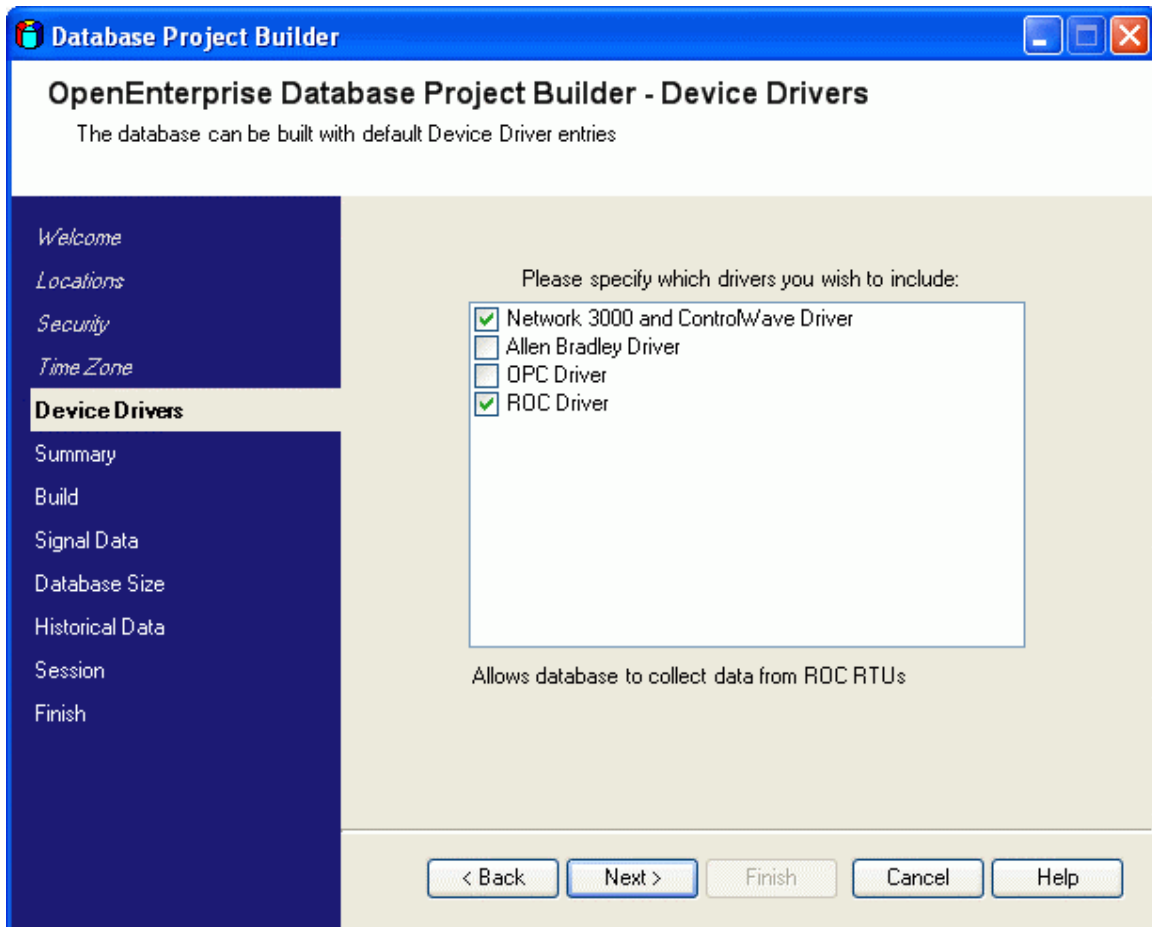 Database Project Builder
OpenEnterprise Database Project Builder - Device Drivers
The database can be built with default Device Driver entries
Welcome
Locations
Security
Time Zone
Device Drivers
Summary
Build
Signal Data
Database Size
Historical Data
Session
Finish
Please specify which drivers you wish to include:
Network 3000 and ControlWave Driver
Allen Bradley Driver
OPC Driver
ROC Driver
Allows database to collect data from ROC RTUs
< Back
Next >
Finish
Cancel
Help